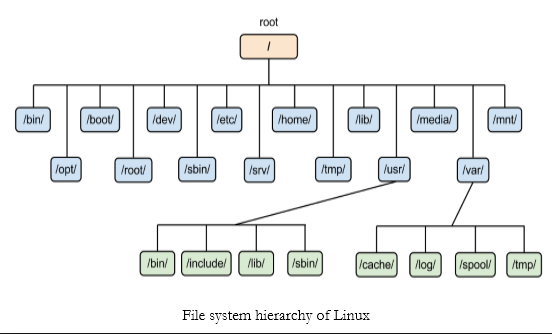 root
/
/bin/ /boot/ /dev/ /etc/ /home/ /lib/ /media/ /mnt/
/opt/ /root/ /sbin/ /srv/ /tmp/ /usr/ /var/
/bin/ /include/ /lib/ /sbin/ /cache/ /log/ /spool/ /tmp/
File system hierarchy of Linux